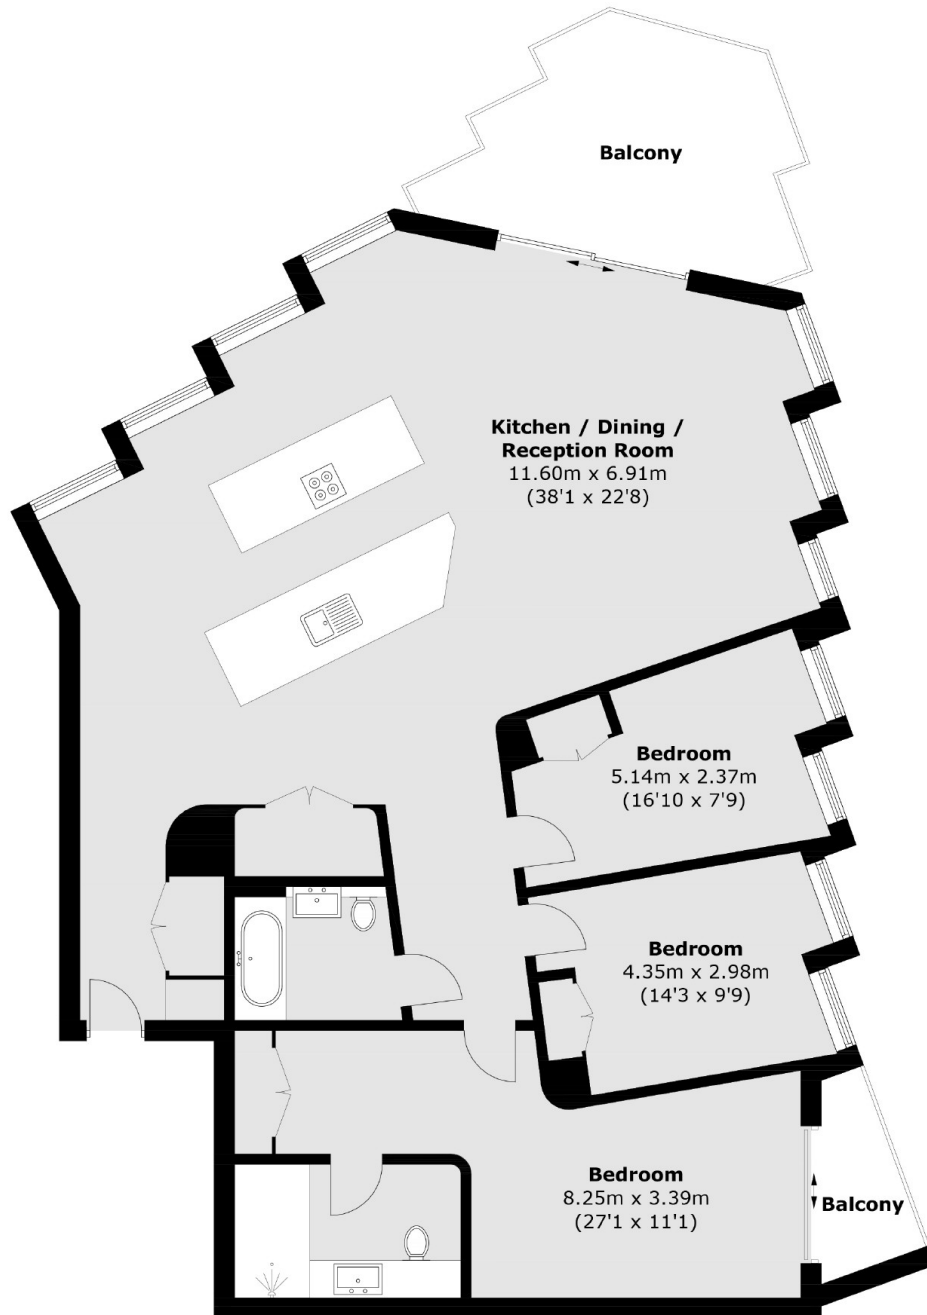 Balcony
Kitchen / Dining /
Reception Room
11.60m x 6.91m
(38'1 x 22'8)
Bedroom
5.14m x 2.37m
(16'10 x 7'9)
Bedroom
4.35m x 2.98m
(14'3 x 9'9)
Bedroom
8.25m x 3.39m
(27'1 x 11'1)
Balcony